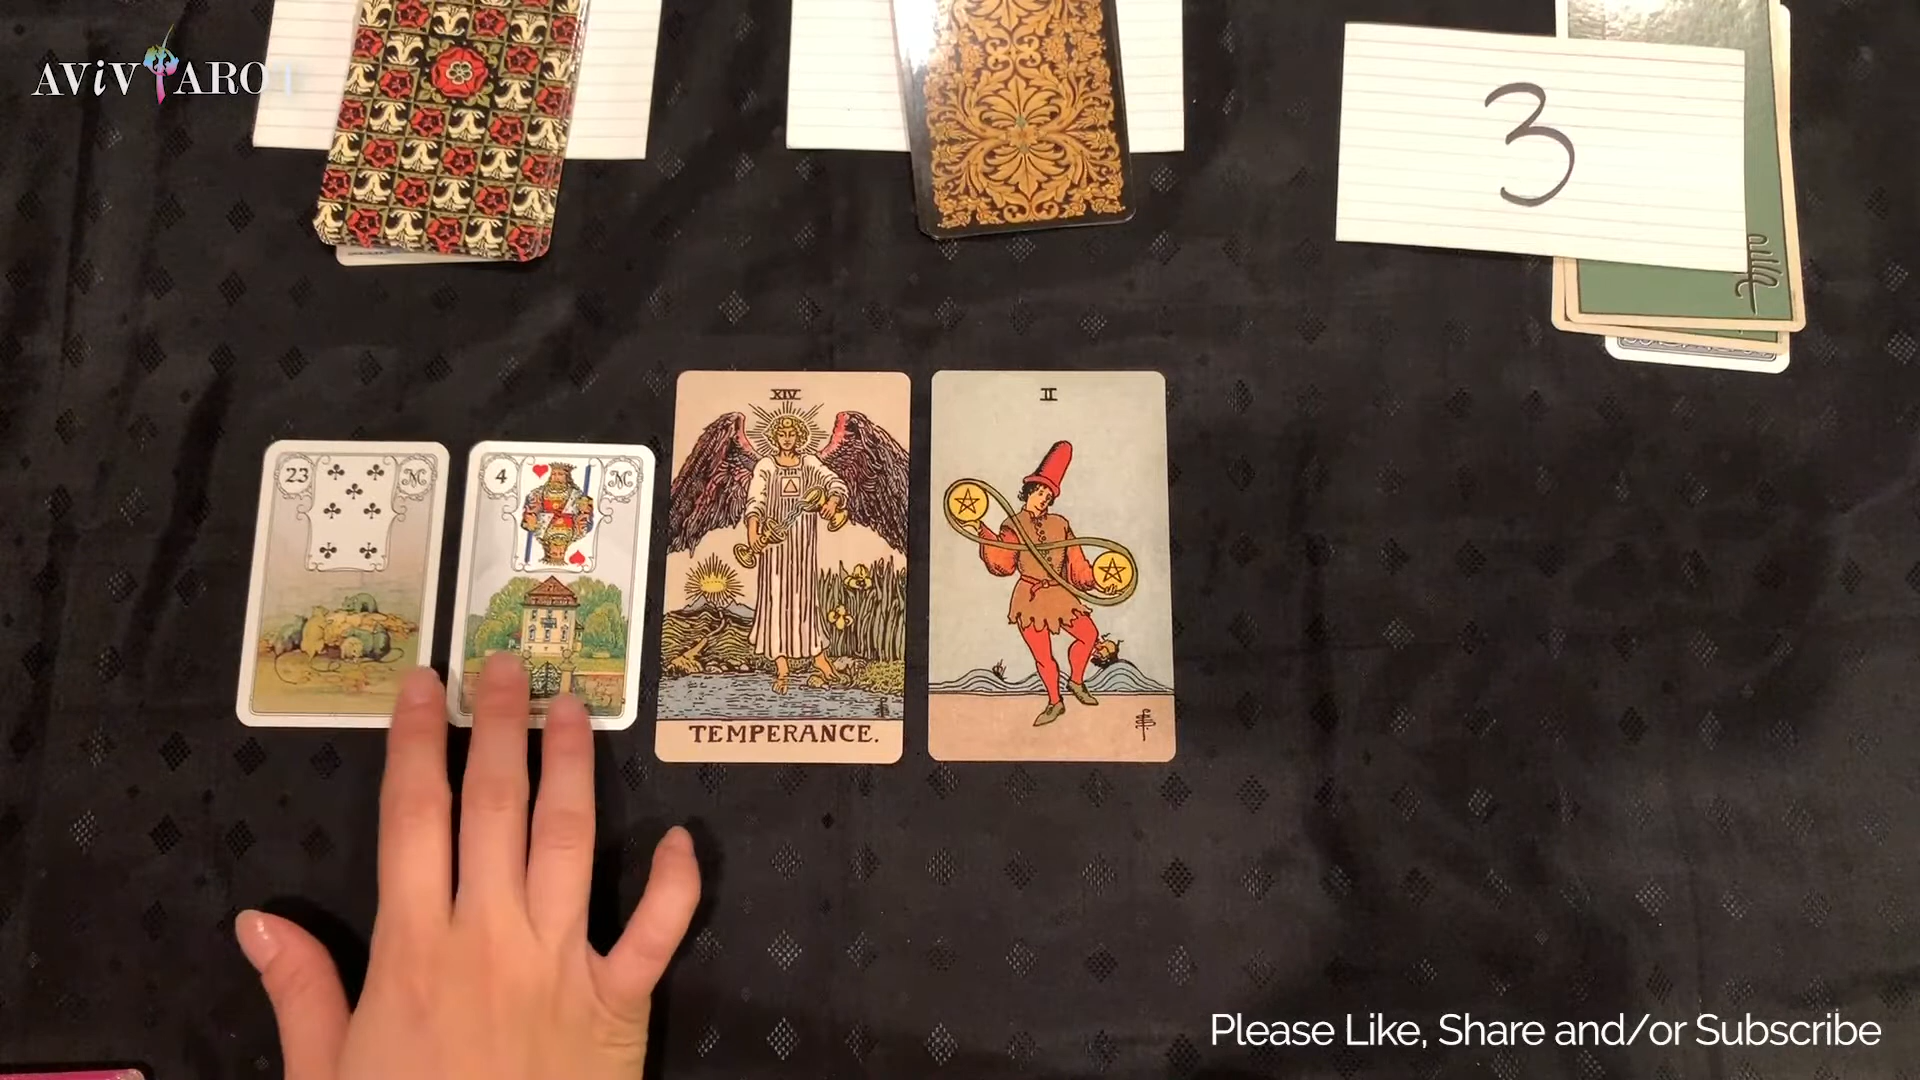 AViV TAROT
3
23
4
XIV
II
TEMPERANCE.
Please Like, Share and/or Subscribe